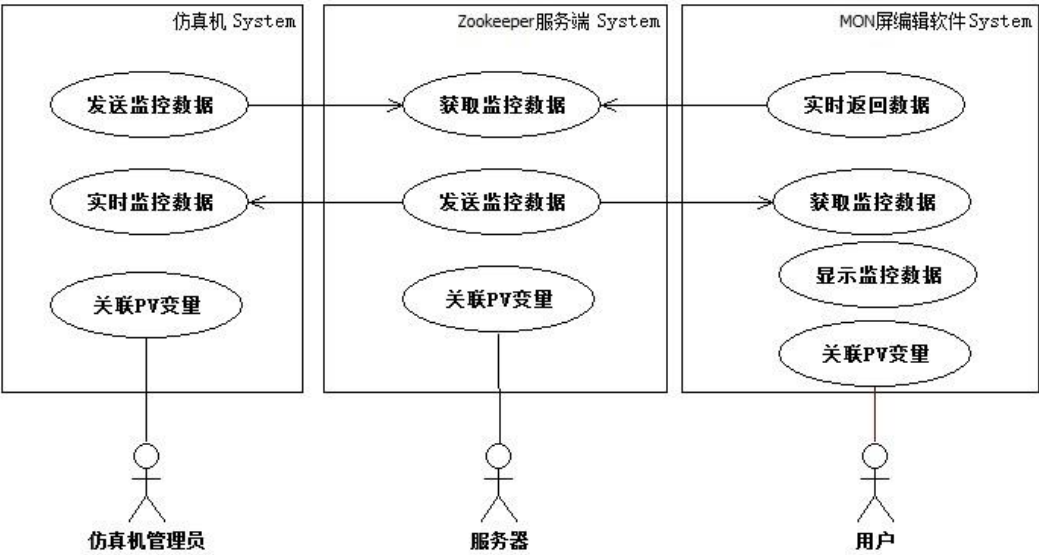 仿真机 System
Zookeeper服务端 System
MON屏编辑软件System
发送监控数据
获取监控数据
实时返回数据
实时监控数据
发送监控数据
获取监控数据
显示监控数据
关联PV变量
关联PV变量
关联PV变量
仿真机管理员
服务器
用户